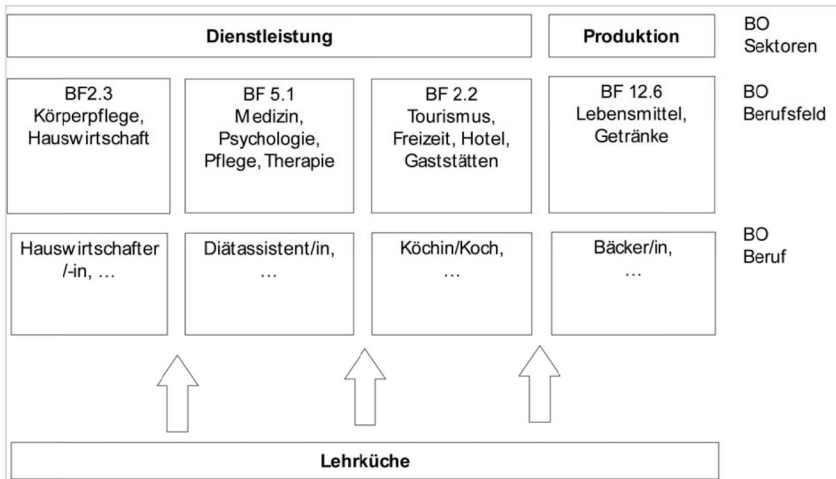 Dienstleistung
Produktion
BO
Sektoren
BF2.3
Körperpflege,
Hauswirtschaft
BF 5.1
Medizin,
Psychologie,
Pflege, Therapie
BF 2.2
Tourismus,
Freizeit, Hotel,
Gaststätten
BF 12.6
Lebensmittel,
Getränke
BO
Berufsfeld
Hauswirtschafter
/-in, …
Diätassistent/in,
…
Köchin/Koch,
…
Bäcker/in,
…
BO
Beruf
Lehrküche